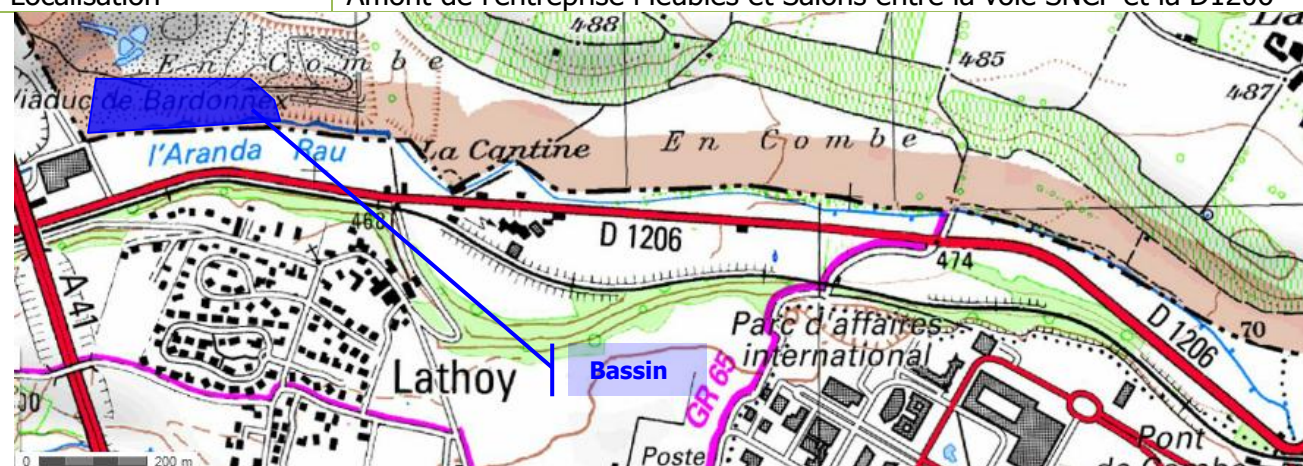 Localisation
Amont de l'entreprise Meubles et Salons entre la voie SNCF et la D1206
488
En Combe
485
487
Viaduc de Bardonnex
l'Aranda Rau
La Cantine
En Combe
468
D 1206
474
A 41
Parc d'affaires
international
D 1206
70
Bassin
Lathoy
GR 65
Poste
Pont
0 200 m